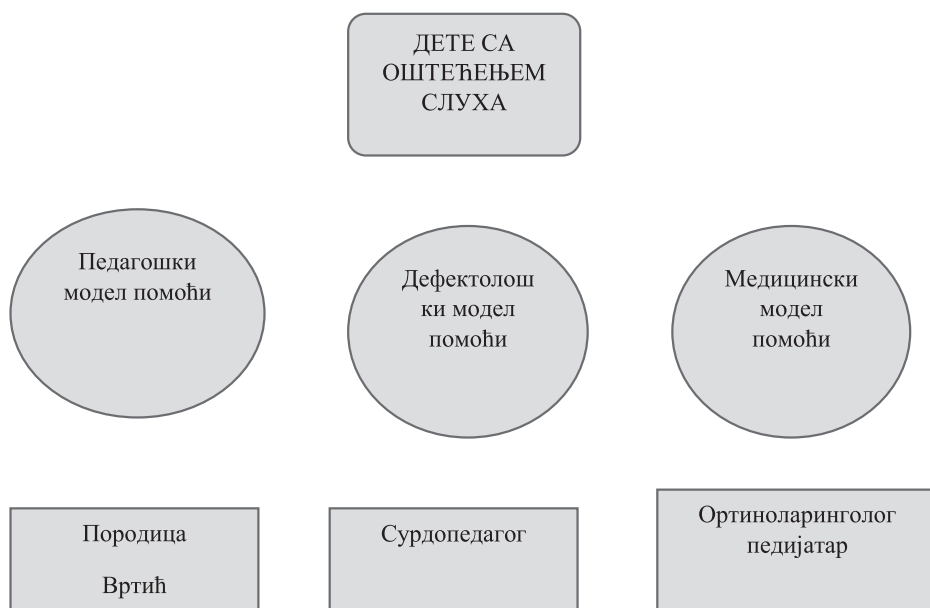 ДЕТЕ СА
ОШТЕЋЕЊЕМ
СЛУХА
Педагошки
модел помоћи
Дефектолош
ки модел
помоћи
Медицински
модел
помоћи
Породица
Вртић
Сурдопедагог
Ортиноларинголог
педијатар